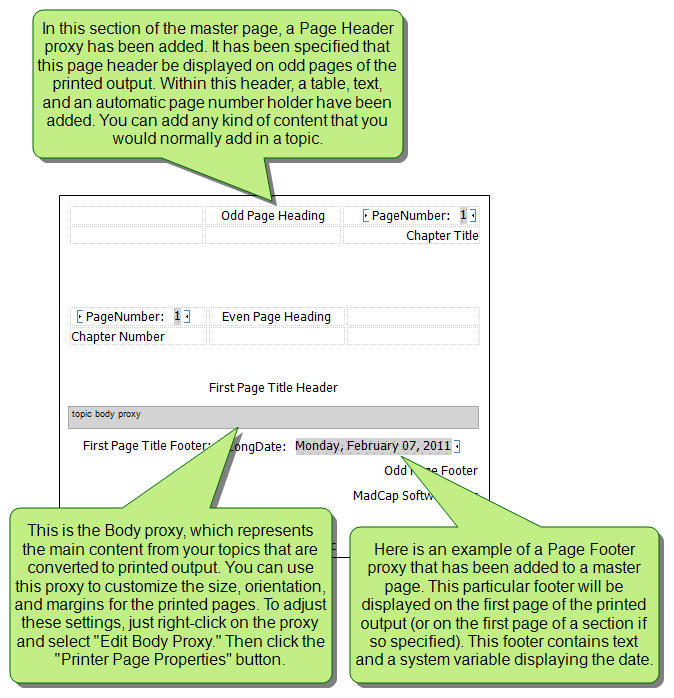 In this section of the master page, a Page Header
proxy has been added. It has been specified that
this page header be displayed on odd pages of the
printed output. Within this header, a table, text,
and an automatic page number holder have been
added. You can add any kind of content that you
would normally add in a topic.
Odd Page Heading PageNumber: 1
Chapter Title
PageNumber: 1 Even Page Heading
Chapter Number
First Page Title Header
topic body proxy
First Page Title Footer: LongDate: Monday, February 07, 2011
Odd Page Footer
MadCap
This is the Body proxy, which represents
the main content from your topics that are
converted to printed output. You can use
this proxy to customize the size, orientation,
and margins for the printed pages. To adjust
these settings, just right-click on the proxy
and select "Edit Body Proxy." Then click the
"Printer Page Properties" button.
Here is an example of a Page Footer
proxy that has been added to a master
page. This particular footer will be
displayed on the first page of the printed
output (or on the first page of a section if
so specified). This footer contains text
and a system variable displaying the date.